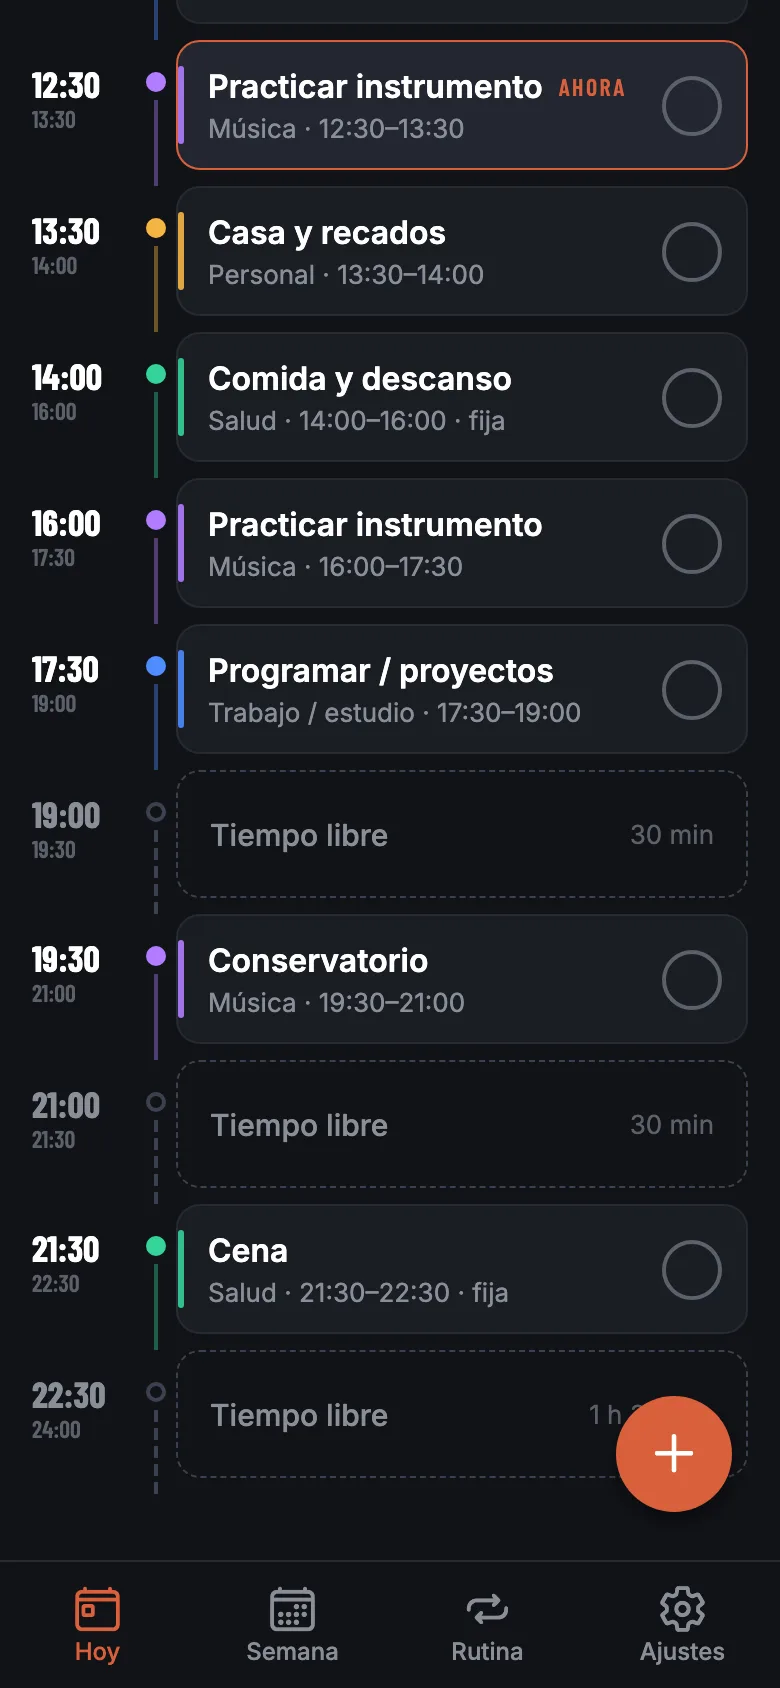 12:30
13:30
Practicar instrumento AHORA
Música · 12:30–13:30
13:30
14:00
Casa y recados
Personal · 13:30–14:00
14:00
16:00
Comida y descanso
Salud · 14:00–16:00 · fija
16:00
17:30
Practicar instrumento
Música · 16:00–17:30
17:30
19:00
Programar / proyectos
Trabajo / estudio · 17:30–19:00
19:00
19:30
Tiempo libre 30 min
19:30
21:00
Conservatorio
Música · 19:30–21:00
21:00
21:30
Tiempo libre 30 min
21:30
22:30
Cena
Salud · 21:30–22:30 · fija
22:30
24:00
Tiempo libre 1 h
Hoy Semana Rutina Ajustes